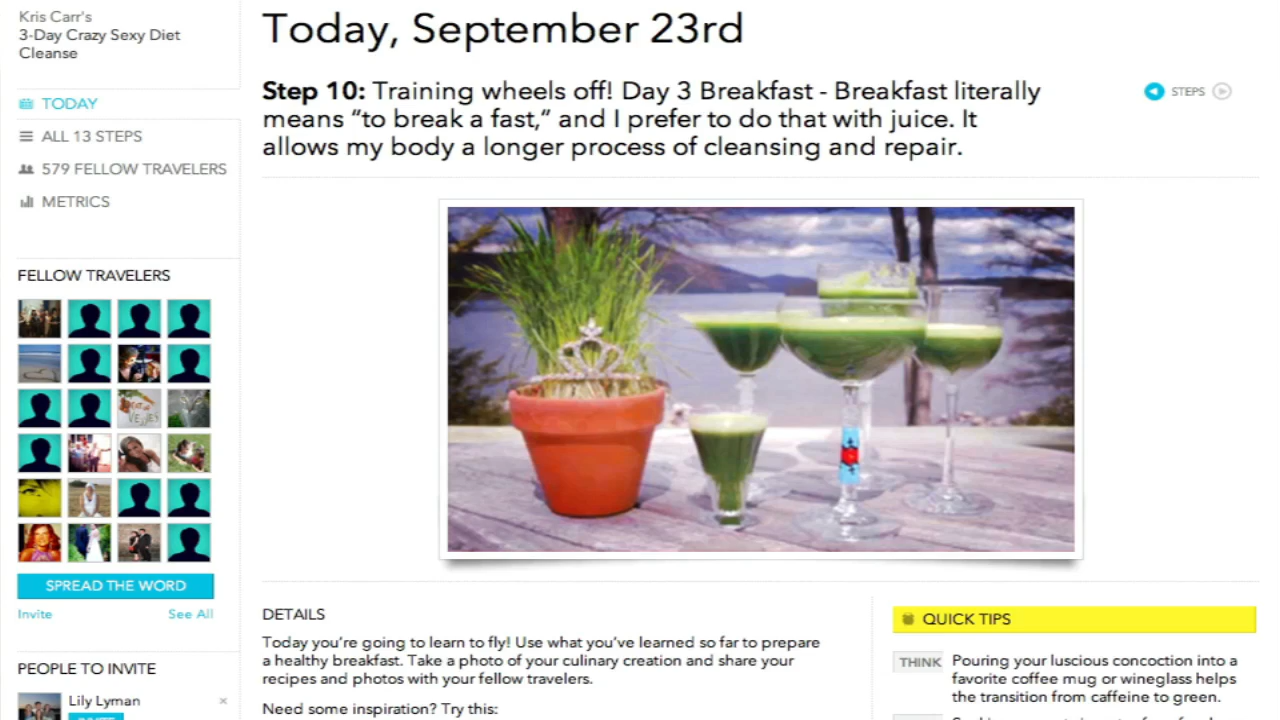 Kris Carr's
3-Day Crazy Sexy Diet
Cleanse
TODAY
ALL 13 STEPS
579 FELLOW TRAVELERS
METRICS
FELLOW TRAVELERS
SPREAD THE WORD
Invite
See All
PEOPLE TO INVITE
Lily Lyman
INVITE
Today, September 23rd
Step 10: Training wheels off! Day 3 Breakfast - Breakfast literally
means “to break a fast,” and I prefer to do that with juice. It
allows my body a longer process of cleansing and repair.
STEPS
DETAILS
Today you’re going to learn to fly! Use what you’ve learned so far to prepare
a healthy breakfast. Take a photo of your culinary creation and share your
recipes and photos with your fellow travelers.
Need some inspiration? Try this:
QUICK TIPS
THINK
Pouring your luscious concoction into a
favorite coffee mug or wineglass helps
the transition from caffeine to green.